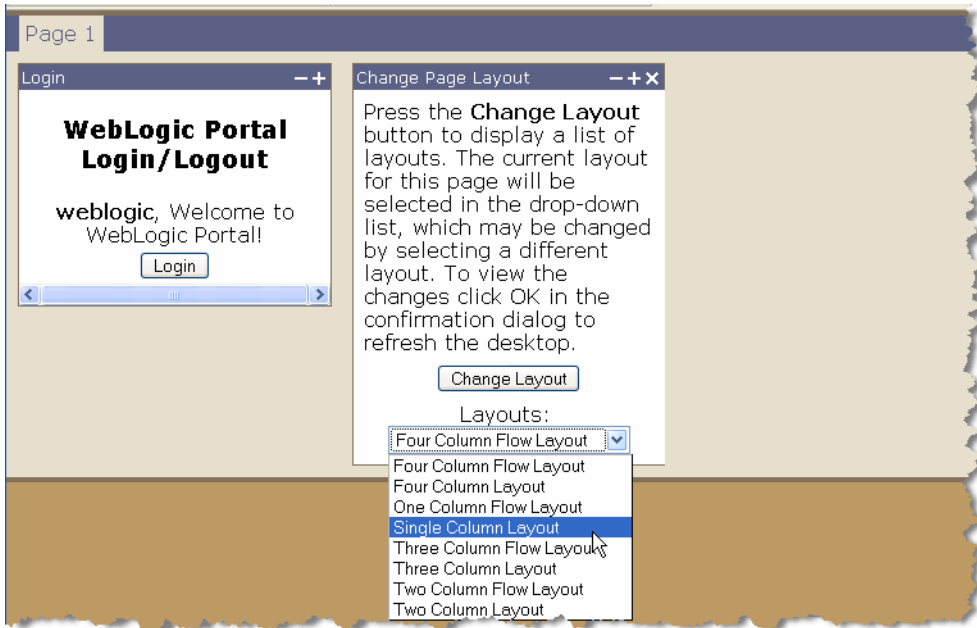 Page 1
Login
WebLogic Portal
Login/Logout
weblogic, Welcome to
WebLogic Portal!
Login
Change Page Layout
Press the Change Layout
button to display a list of
layouts. The current layout
for this page will be
selected in the drop-down
list, which may be changed
by selecting a different
layout. To view the
changes click OK in the
confirmation dialog to
refresh the desktop.
Change Layout
Layouts:
Four Column Flow Layout
Four Column Flow Layout
Four Column Layout
One Column Flow Layout
Single Column Layout
Three Column Flow Layout
Three Column Layout
Two Column Flow Layout
Two Column Layout